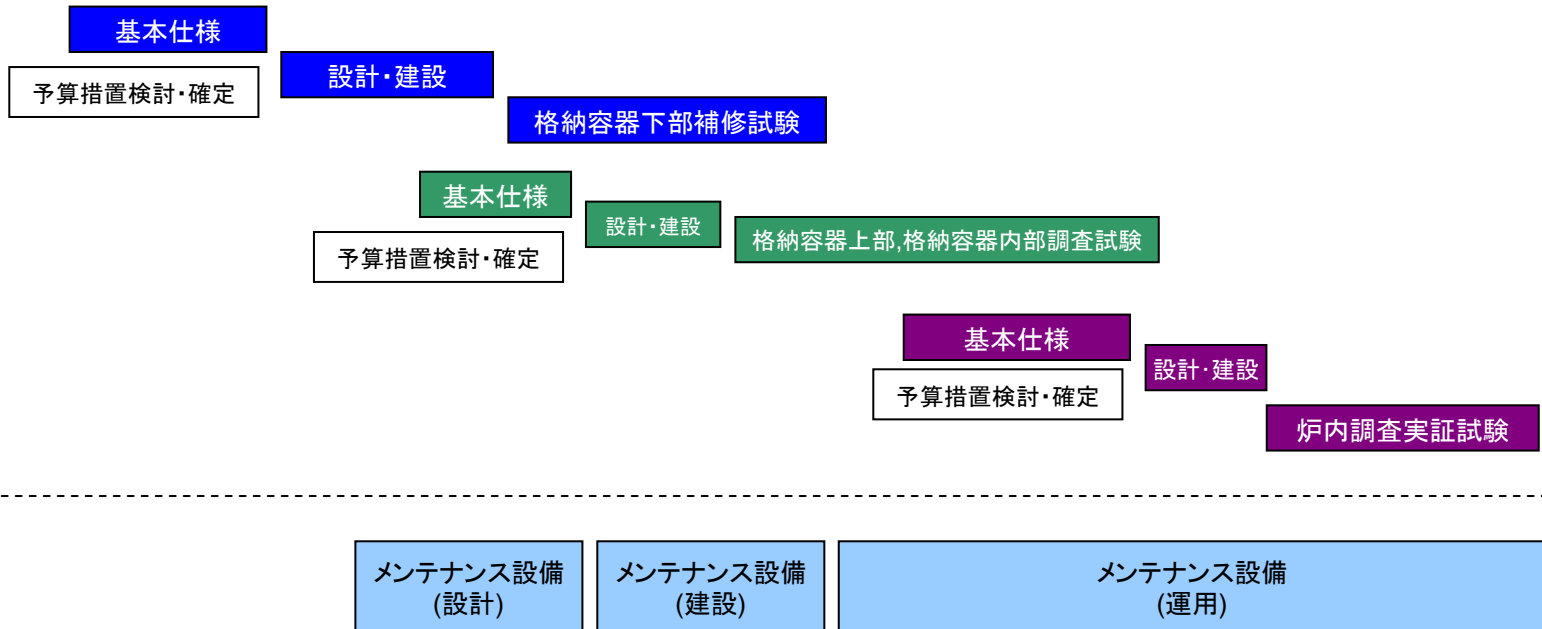 基本仕様
予算措置検討・確定
設計・建設
格納容器下部補修試験
基本仕様
予算措置検討・確定
設計・建設
格納容器上部,格納容器内部調査試験
基本仕様
予算措置検討・確定
設計・建設
炉内調査実証試験
メンテナンス設備
(設計)
メンテナンス設備
(建設)
メンテナンス設備
(運用)